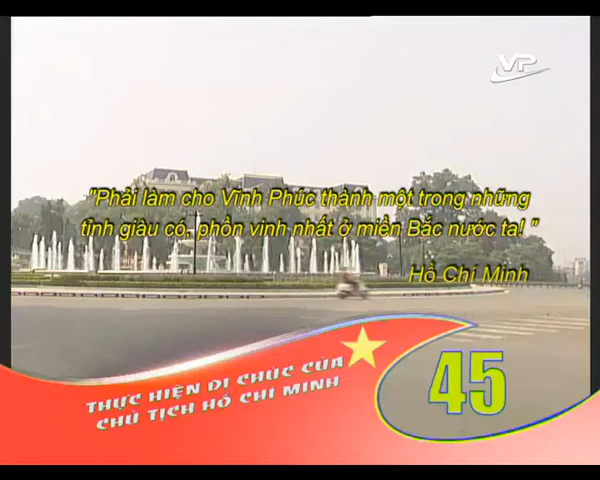 VP
"Phải làm cho Vĩnh Phúc thành một trong những
tỉnh giàu có, phồn vinh nhất ở miền Bắc nước ta! "
Hồ Chí Minh
THỰC HIỆN DI CHÚC CỦA
CHỦ TỊCH HỒ CHÍ MINH
45